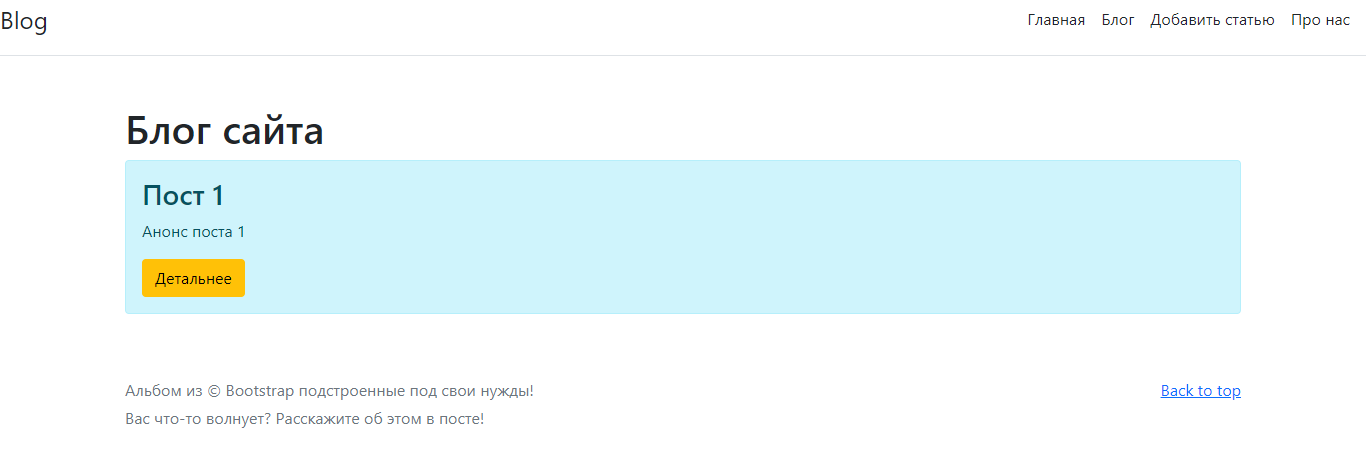 Blog
Главная Блог Добавить статью Про нас
Блог сайта
Пост 1
Анонс поста 1
Детальнее
Альбом из © Bootstrap подстроенные под свои нужды!
Back to top
Вас что-то волнует? Расскажите об этом в посте!